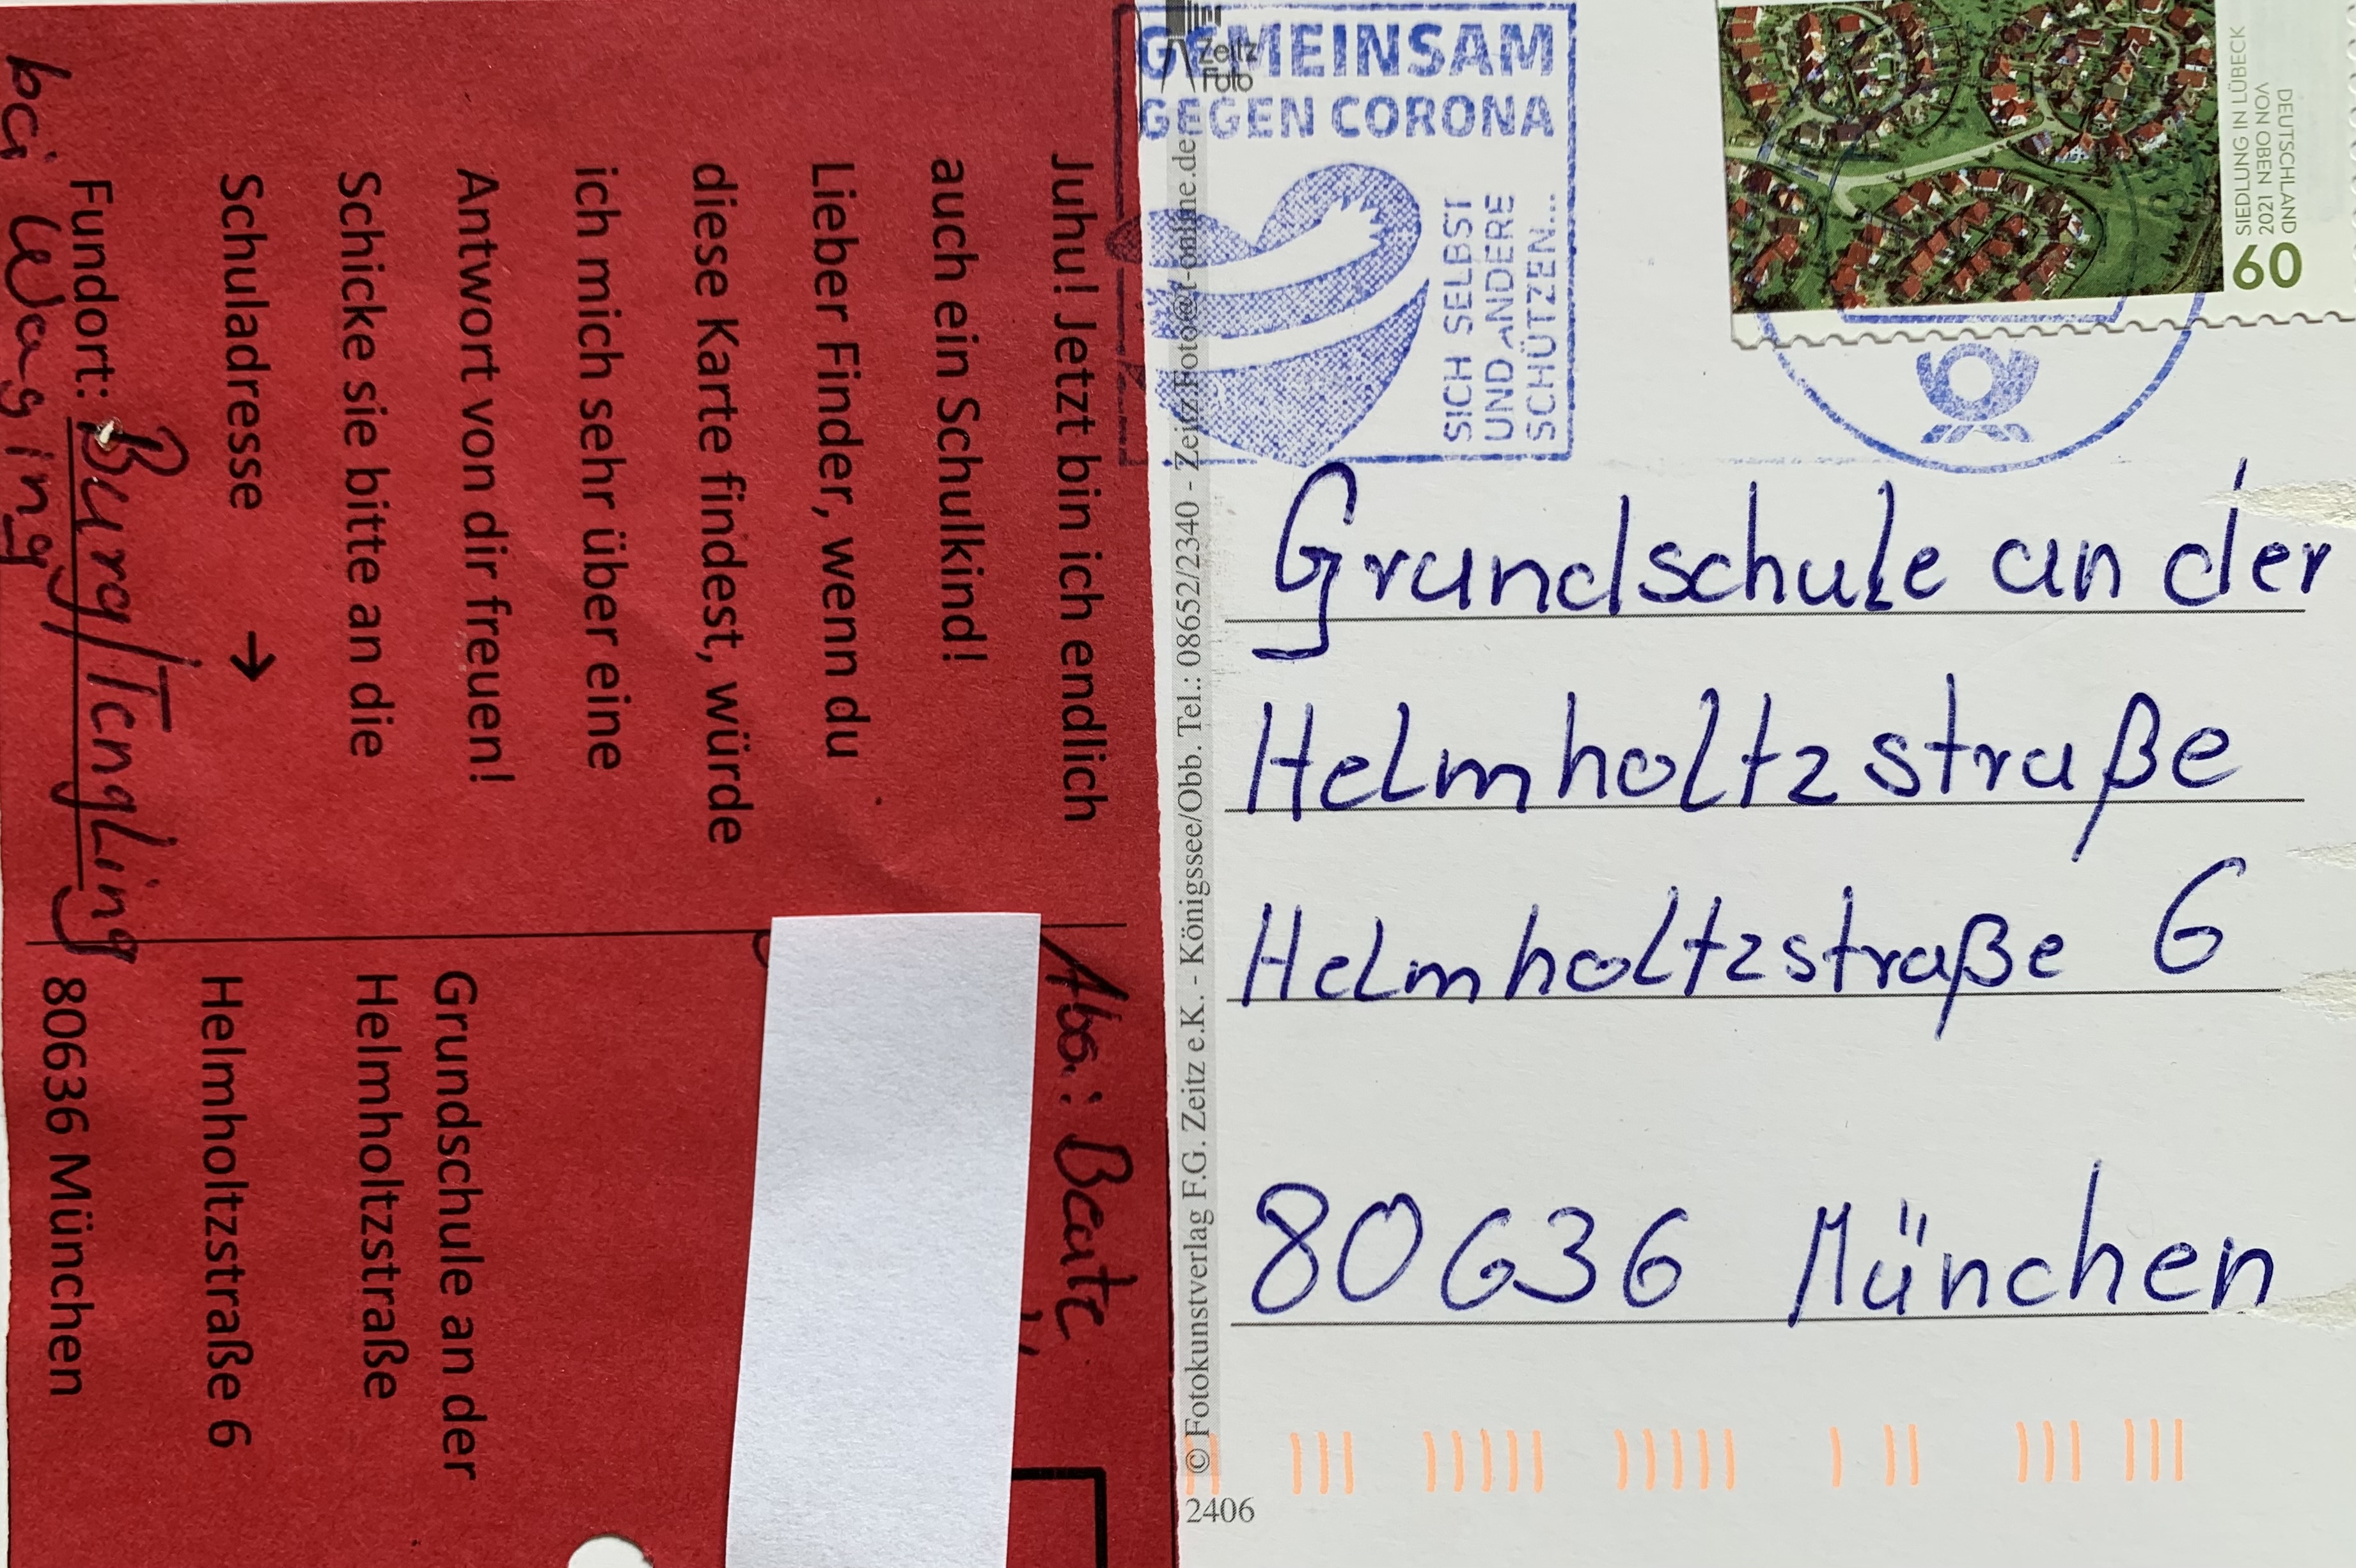 Juhu! Jetzt bin ich endlich
auch ein Schulkind!
Lieber Finder, wenn du
diese Karte findest, würde
ich mich sehr über eine
Antwort von dir freuen!
Schicke sie bitte an die
Schuladresse →
Fundort: Burg/Tengling
bei Waging
Abs.: Beate
Grundschule an der
Helmholtzstraße
Helmholtzstraße 6
80636 München
Zeitz
Foto
GEMEINSAM
GEGEN CORONA
SICH SELBST
UND ANDERE
SCHÜTZEN...
SIEDLUNG IN LÜBECK
2021 NEBO NOV
DEUTSCHLAND
60
© Fotokunstverlag F.G. Zeitz e.K. - Königssee/Obb. Tel.: 08652/2340 - Zeitz.Foto@t-online.de
Grundschule an der
Helmholtzstraße
Helmholtzstraße 6
80636 München
2406